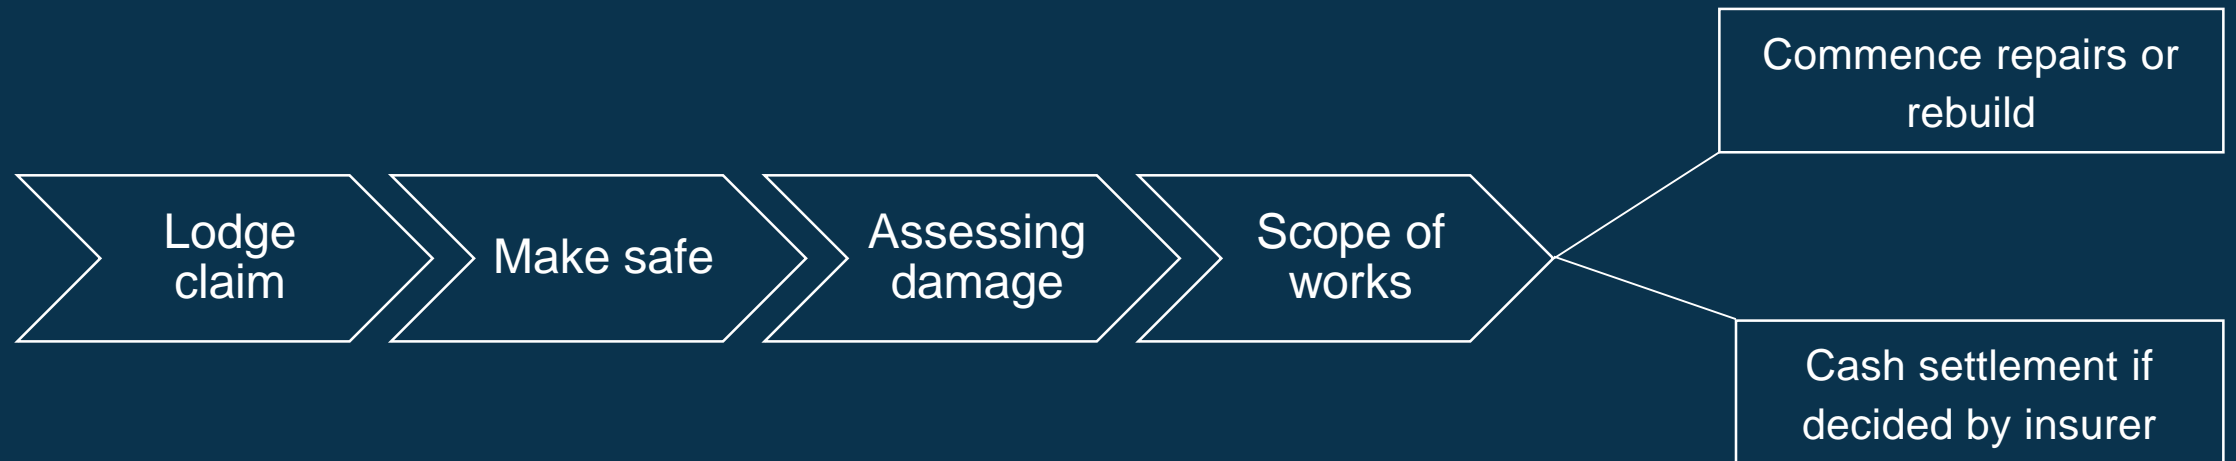 Lodge
claim
Make safe
Assessing
damage
Scope of
works
Commence repairs or
rebuild
Cash settlement if
decided by insurer